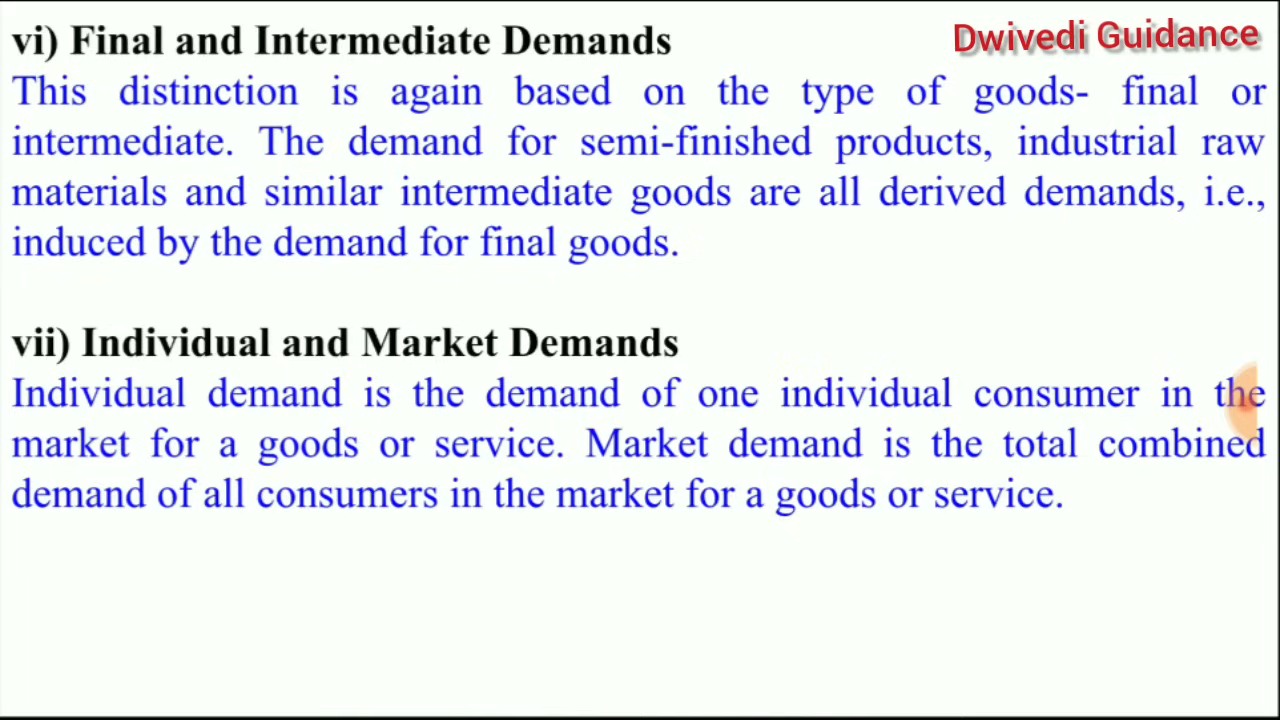 Dwivedi Guidance
vi) Final and Intermediate Demands
This distinction is again based on the type of goods- final or
intermediate. The demand for semi-finished products, industrial raw
materials and similar intermediate goods are all derived demands, i.e.,
induced by the demand for final goods.
vii) Individual and Market Demands
Individual demand is the demand of one individual consumer in the
market for a goods or service. Market demand is the total combined
demand of all consumers in the market for a goods or service.